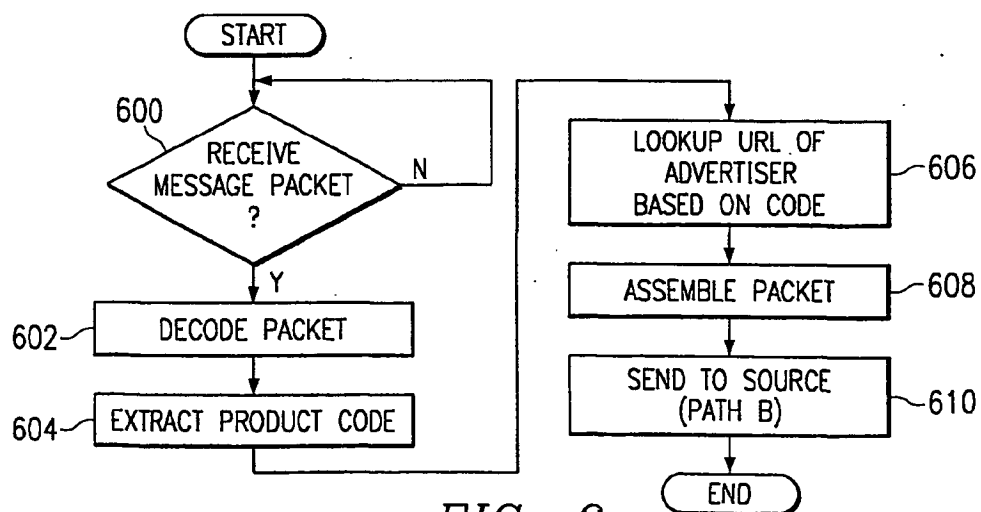 START
600
RECEIVE
MESSAGE PACKET
?
N
Y
602
DECODE PACKET
604
EXTRACT PRODUCT CODE
LOOKUP URL OF
ADVERTISER
BASED ON CODE
606
ASSEMBLE PACKET
608
SEND TO SOURCE
(PATH B)
610
END
FIG.